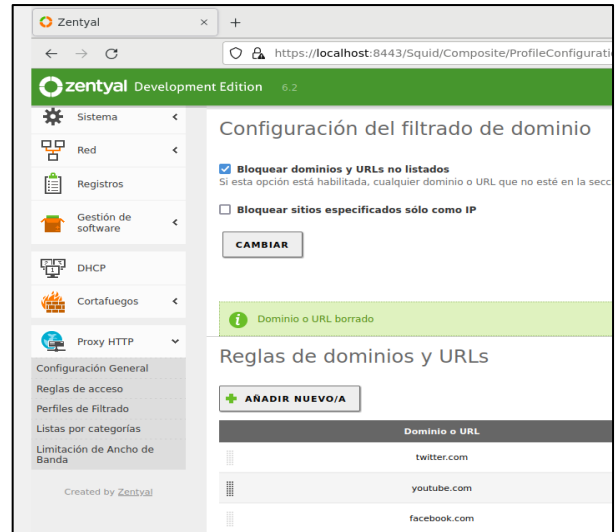 Zentyal
https://localhost:8443/Squid/Composite/ProfileConfigurati
zentyal Development Edition 6.2
Sistema
Red
Registros
Gestión de
software
DHCP
Cortafuegos
Proxy HTTP
Configuración General
Reglas de acceso
Perfiles de Filtrado
Listas por categorías
Limitación de Ancho de
Banda
Created by Zentyal
Configuración del filtrado de dominio
Bloquear dominios y URLs no listados
Si esta opción está habilitada, cualquier dominio o URL que no esté en la secc
Bloquear sitios especificados sólo como IP
CAMBIAR
Dominio o URL borrado
Reglas de dominios y URLs
AÑADIR NUEVO/A
Dominio o URL
twitter.com
youtube.com
facebook.com